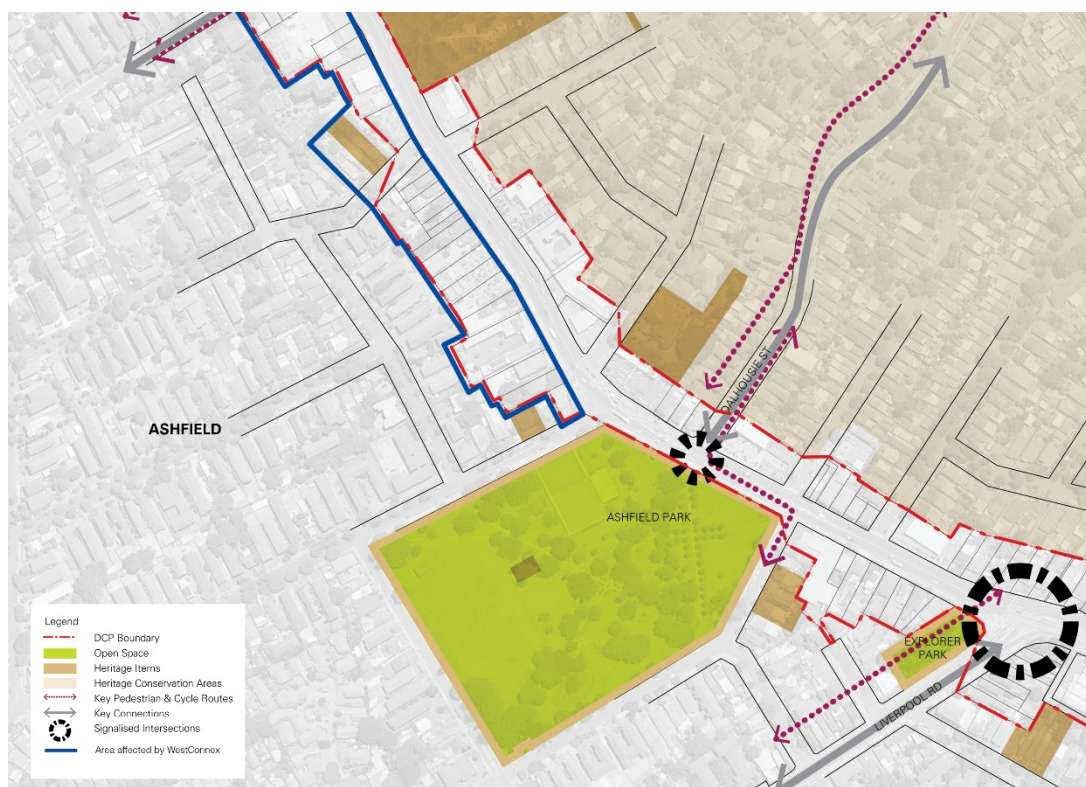 DALHOUSIE ST
ASHFIELD
ASHFIELD PARK
EXPLORER
PARK
LIVERPOOL RD
Legend
DCP Boundary
Open Space
Heritage Items
Heritage Conservation Areas
Key Pedestrian & Cycle Routes
Key Connections
Signalised Intersections
Area affected by WestConnex